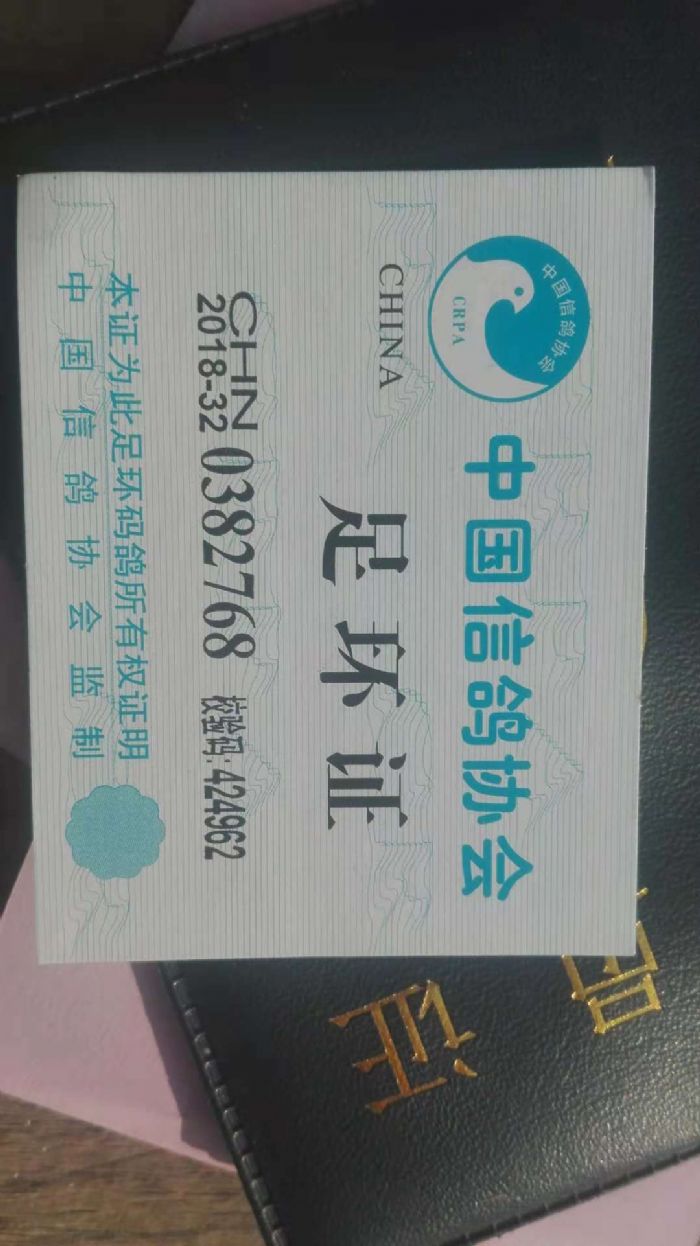 中国信鸽协会
CRPA
中国信鸽协会
CHINA
足环证
CHN
2018-32 0382768 校验码:424962
本证为此足环码鸽所有权证明
中国信鸽协会监制